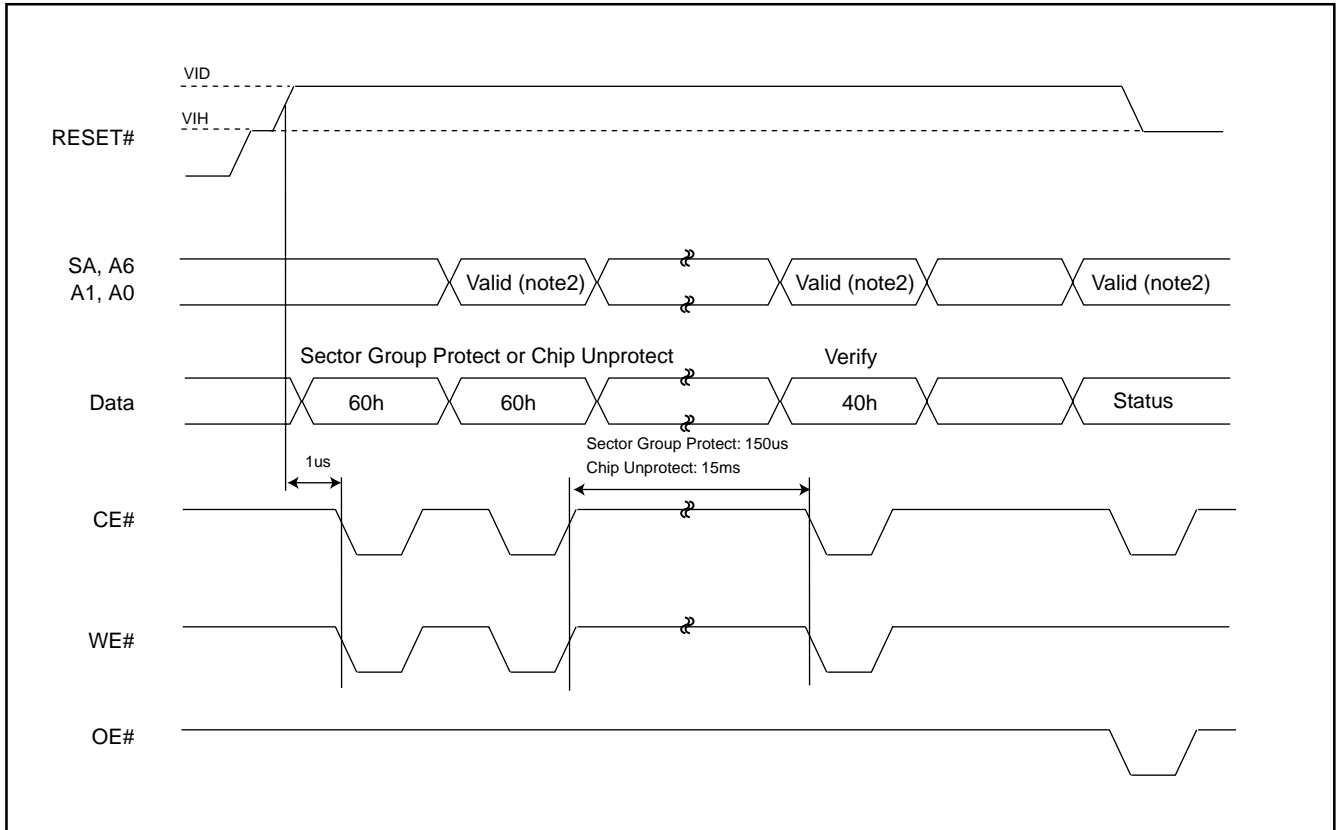 VID
VIH
RESET#
SA, A6
A1, A0
Valid (note2)
Valid (note2)
Valid (note2)
Sector Group Protect or Chip Unprotect
Verify
Data
60h
60h
40h
Status
Sector Group Protect: 150us
Chip Unprotect: 15ms
1us
CE#
WE#
OE#